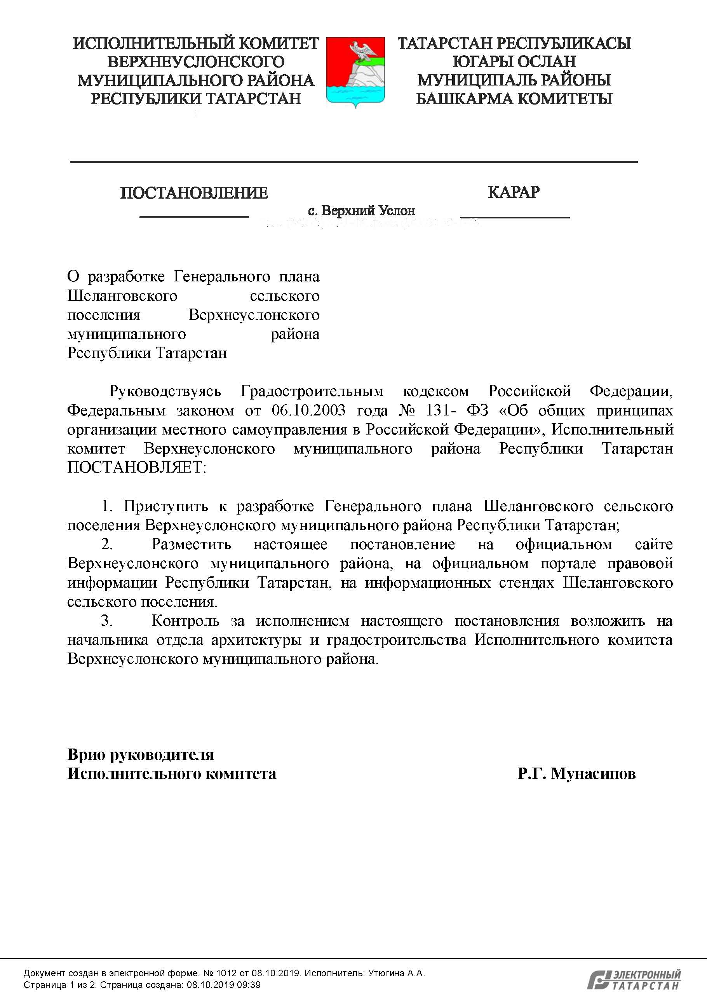 ИСПОЛНИТЕЛЬНЫЙ КОМИТЕТ
ВЕРХНЕУСЛОНСКОГО
МУНИЦИПАЛЬНОГО РАЙОНА
РЕСПУБЛИКИ ТАТАРСТАН
ТАТАРСТАН РЕСПУБЛИКАСЫ
ЮГАРЫ ОСЛАН
МУНИЦИПАЛЬ РАЙОНЫ
БАШКАРМА КОМИТЕТЫ
ПОСТАНОВЛЕНИЕ
КАРАР
с. Верхний Услон
О разработке Генерального плана
Шеланговского сельского
поселения Верхнеуслонского
муниципального района
Республики Татарстан
Руководствуясь Градостроительным кодексом Российской Федерации,
Федеральным законом от 06.10.2003 года № 131- ФЗ «Об общих принципах
организации местного самоуправления в Российской Федерации», Исполнительный
комитет Верхнеуслонского муниципального района Республики Татарстан
ПОСТАНОВЛЯЕТ:
1. Приступить к разработке Генерального плана Шеланговского сельского
поселения Верхнеуслонского муниципального района Республики Татарстан;
2. Разместить настоящее постановление на официальном сайте
Верхнеуслонского муниципального района, на официальном портале правовой
информации Республики Татарстан, на информационных стендах Шеланговского
сельского поселения.
3. Контроль за исполнением настоящего постановления возложить на
начальника отдела архитектуры и градостроительства Исполнительного комитета
Верхнеуслонского муниципального района.
Врио руководителя
Исполнительного комитета Р.Г. Мунасипов
Документ создан в электронной форме. № 1012 от 08.10.2019. Исполнитель: Утюгина А.А.
Страница 1 из 2. Страница создана: 08.10.2019 09:39
ЭЛЕКТРОННЫЙ
ТАТАРСТАН